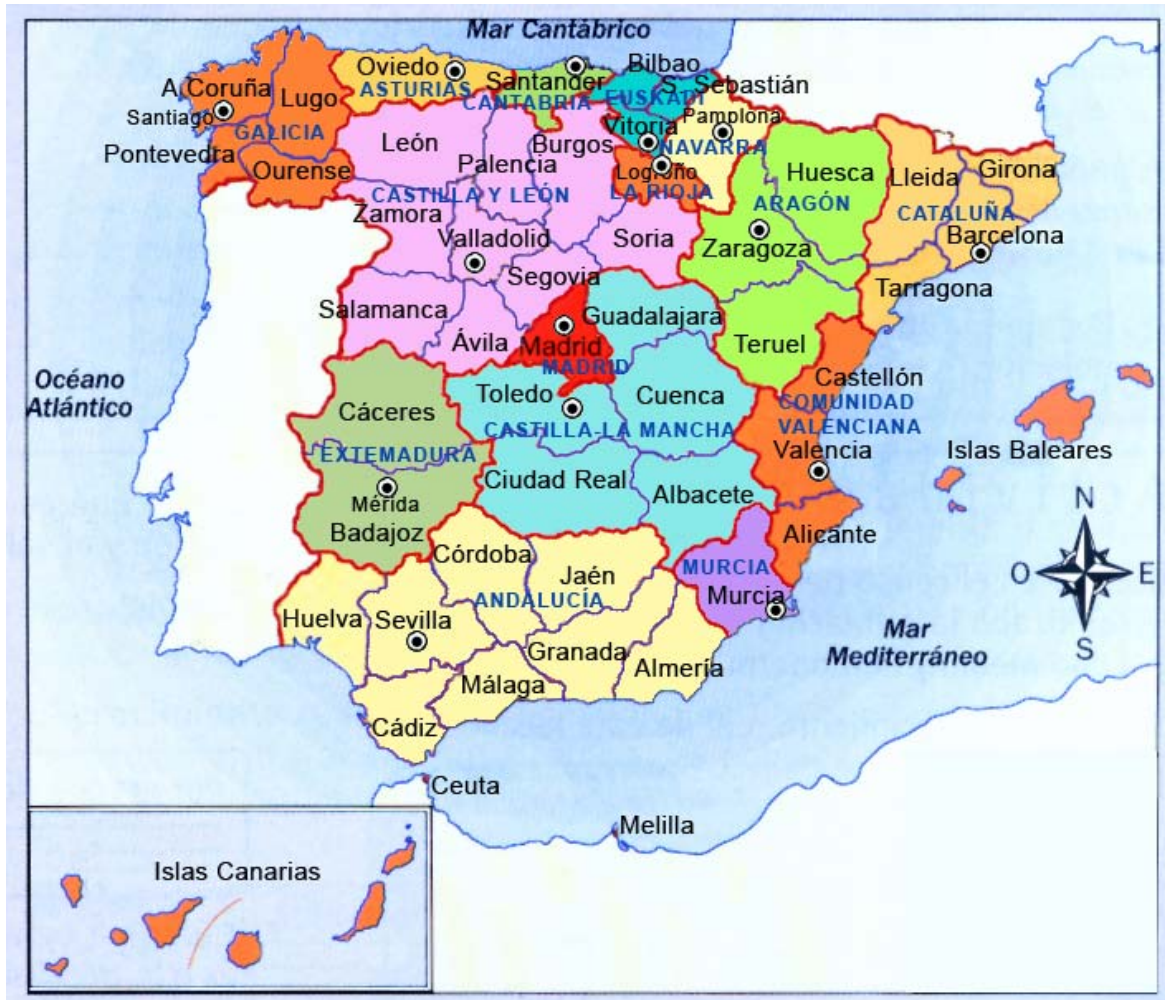 Mar Cantábrico
Bilbao
Oviedo
ASTURIAS
Santander
CANTABRIA
EUSKADI
S. Sebastián
A Coruña
Lugo
Santiago
GALICIA
Pontevedra
Ourense
León
Palencia
Burgos
Vitoria
Pamplona
NAVARRA
Logroño
LA RIOJA
Huesca
ARAGÓN
Lleida
Girona
CATALUÑA
Barcelona
Tarragona
CASTILLA Y LEÓN
Zamora
Valladolid
Soria
Zaragoza
Segovia
Salamanca
Ávila
Guadalajara
Madrid
MADRID
Teruel
Océano
Atlántico
Cáceres
EXTREMADURA
Mérida
Badajoz
Toledo
Cuenca
CASTILLA-LA MANCHA
Ciudad Real
Albacete
Castellón
COMUNIDAD
VALENCIANA
Valencia
Alicante
Islas Baleares
N
O
E
S
MURCIA
Murcia
Córdoba
Jaén
ANDALUCÍA
Huelva
Sevilla
Granada
Almería
Málaga
Cádiz
Mar
Mediterráneo
Ceuta
Melilla
Islas Canarias